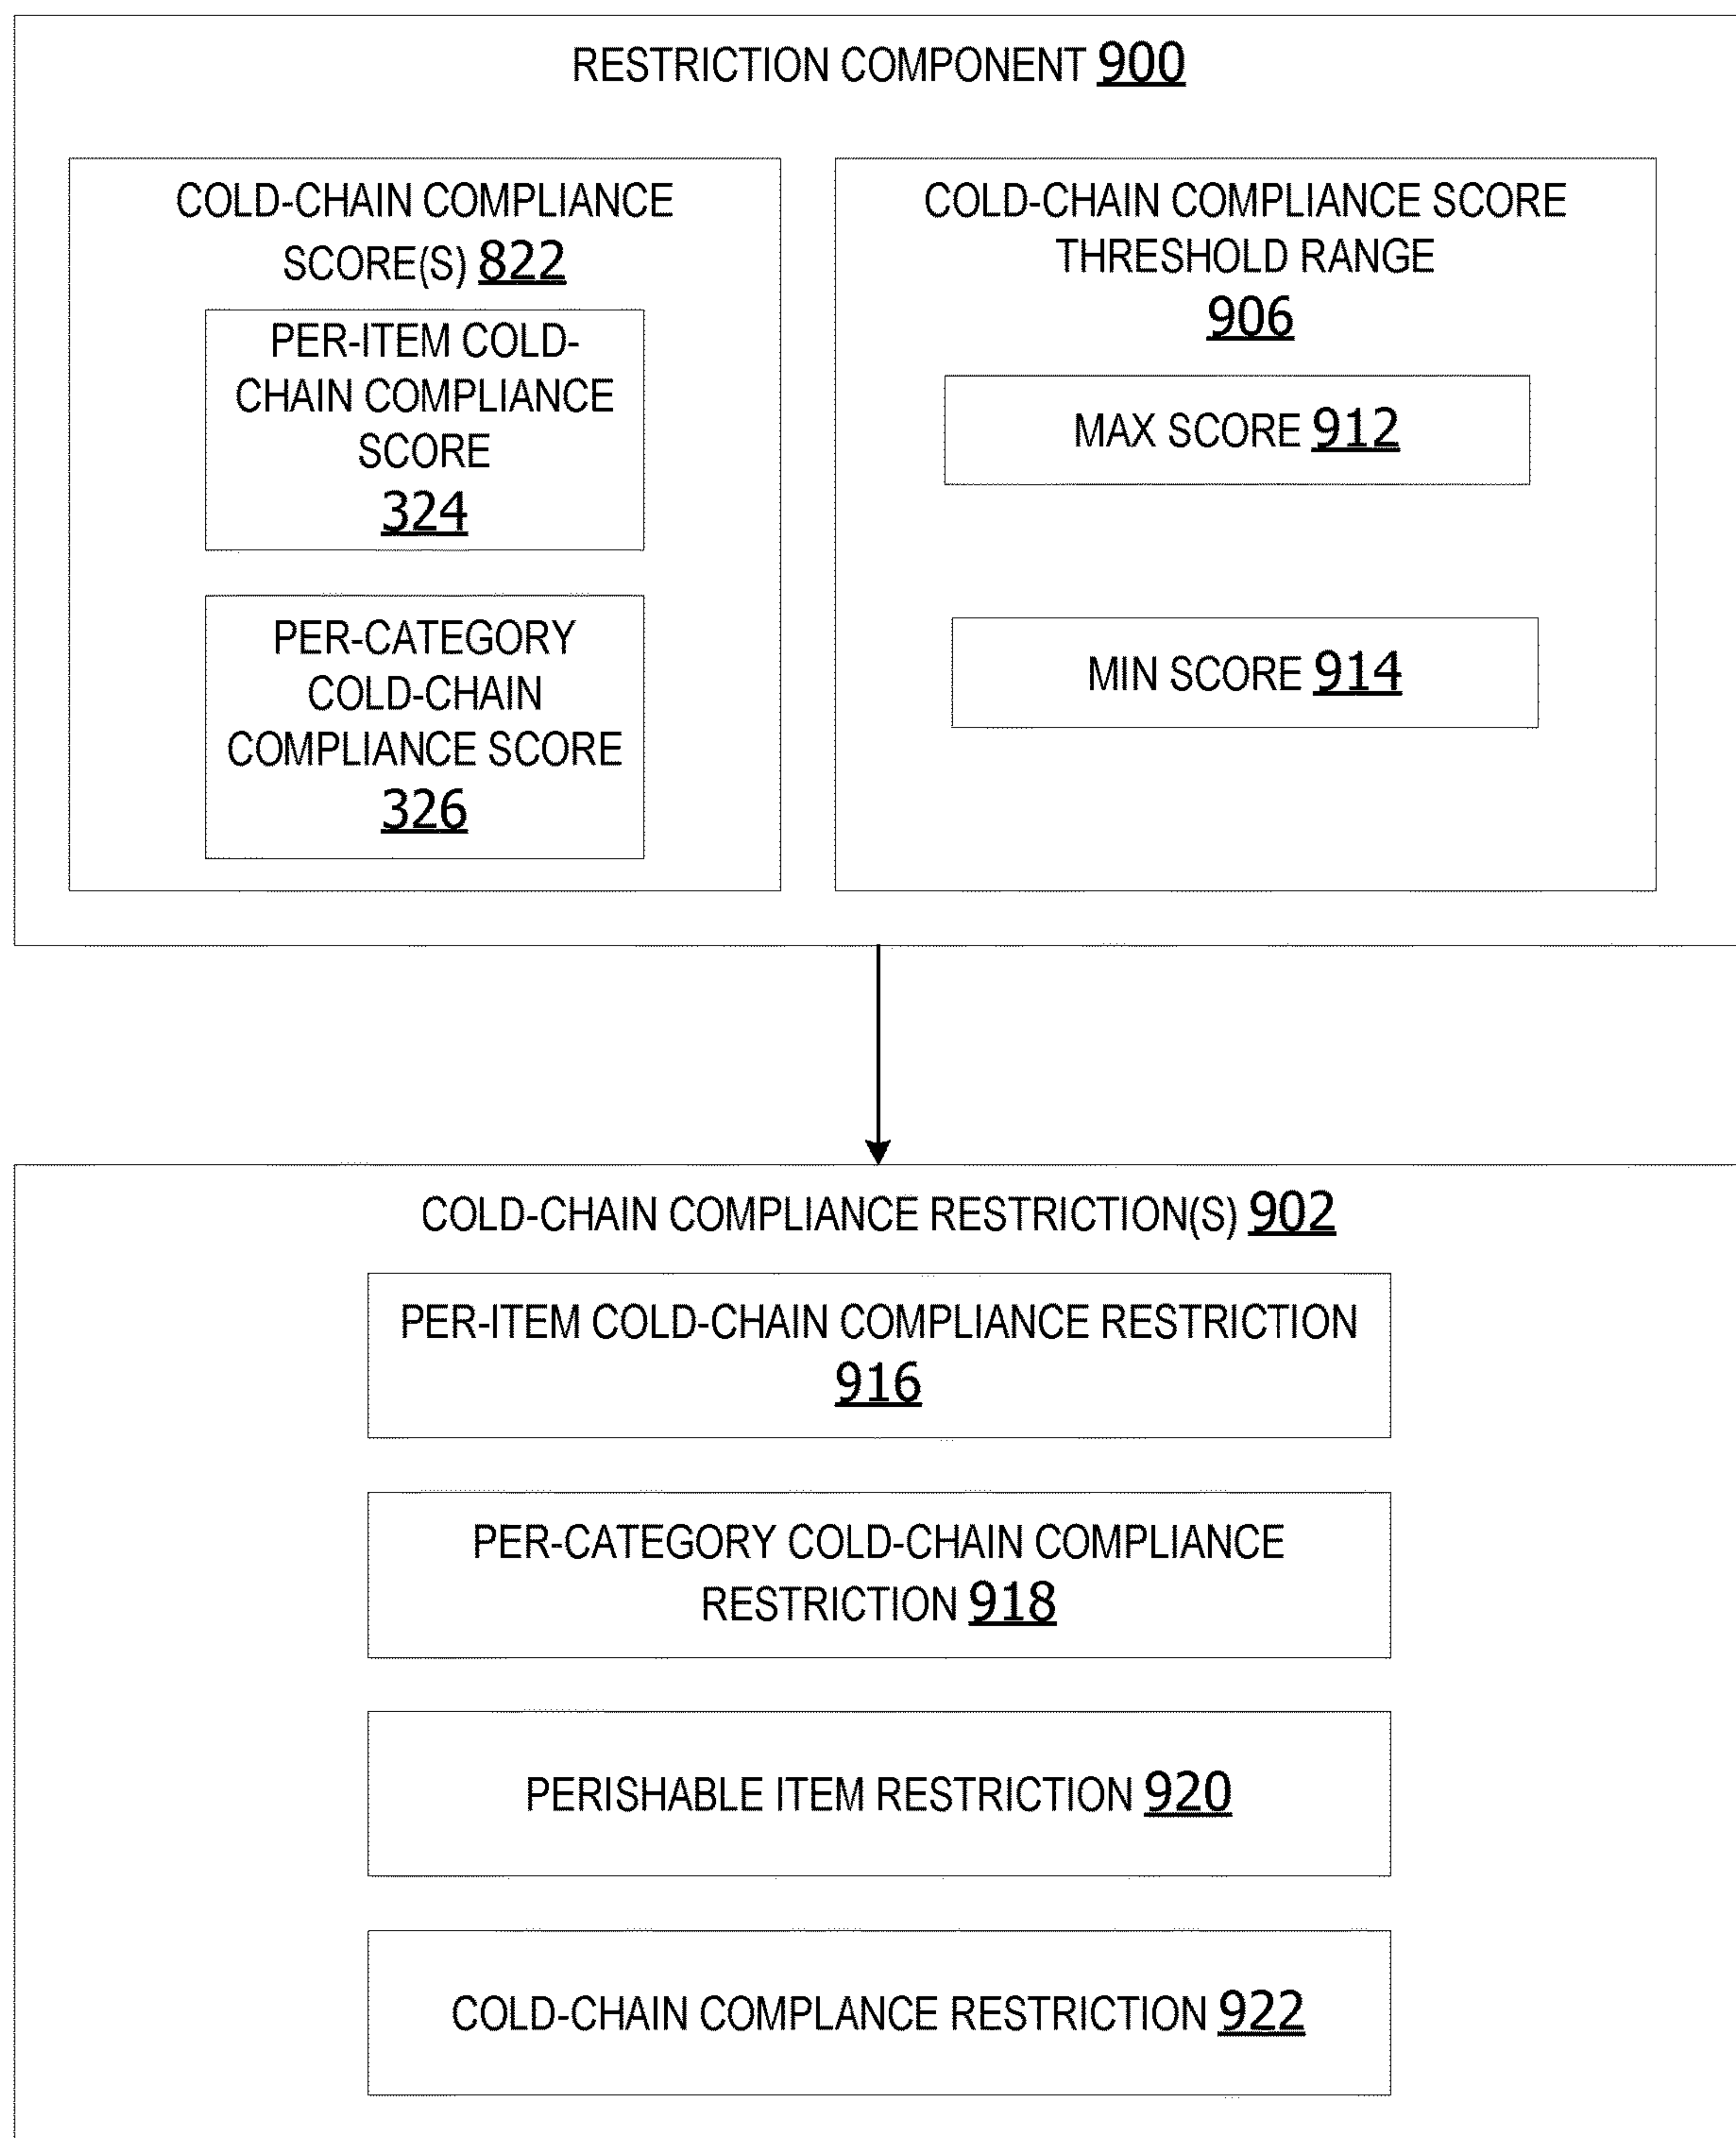 RESTRICTION COMPONENT 900
COLD-CHAIN COMPLIANCE
SCORE(S) 822
PER-ITEM COLD-
CHAIN COMPLIANCE
SCORE
324
PER-CATEGORY
COLD-CHAIN
COMPLIANCE SCORE
326
COLD-CHAIN COMPLIANCE SCORE
THRESHOLD RANGE
906
MAX SCORE 912
MIN SCORE 914
COLD-CHAIN COMPLIANCE RESTRICTION(S) 902
PER-ITEM COLD-CHAIN COMPLIANCE RESTRICTION
916
PER-CATEGORY COLD-CHAIN COMPLIANCE
RESTRICTION 918
PERISHABLE ITEM RESTRICTION 920
COLD-CHAIN COMPLANCE RESTRICTION 922